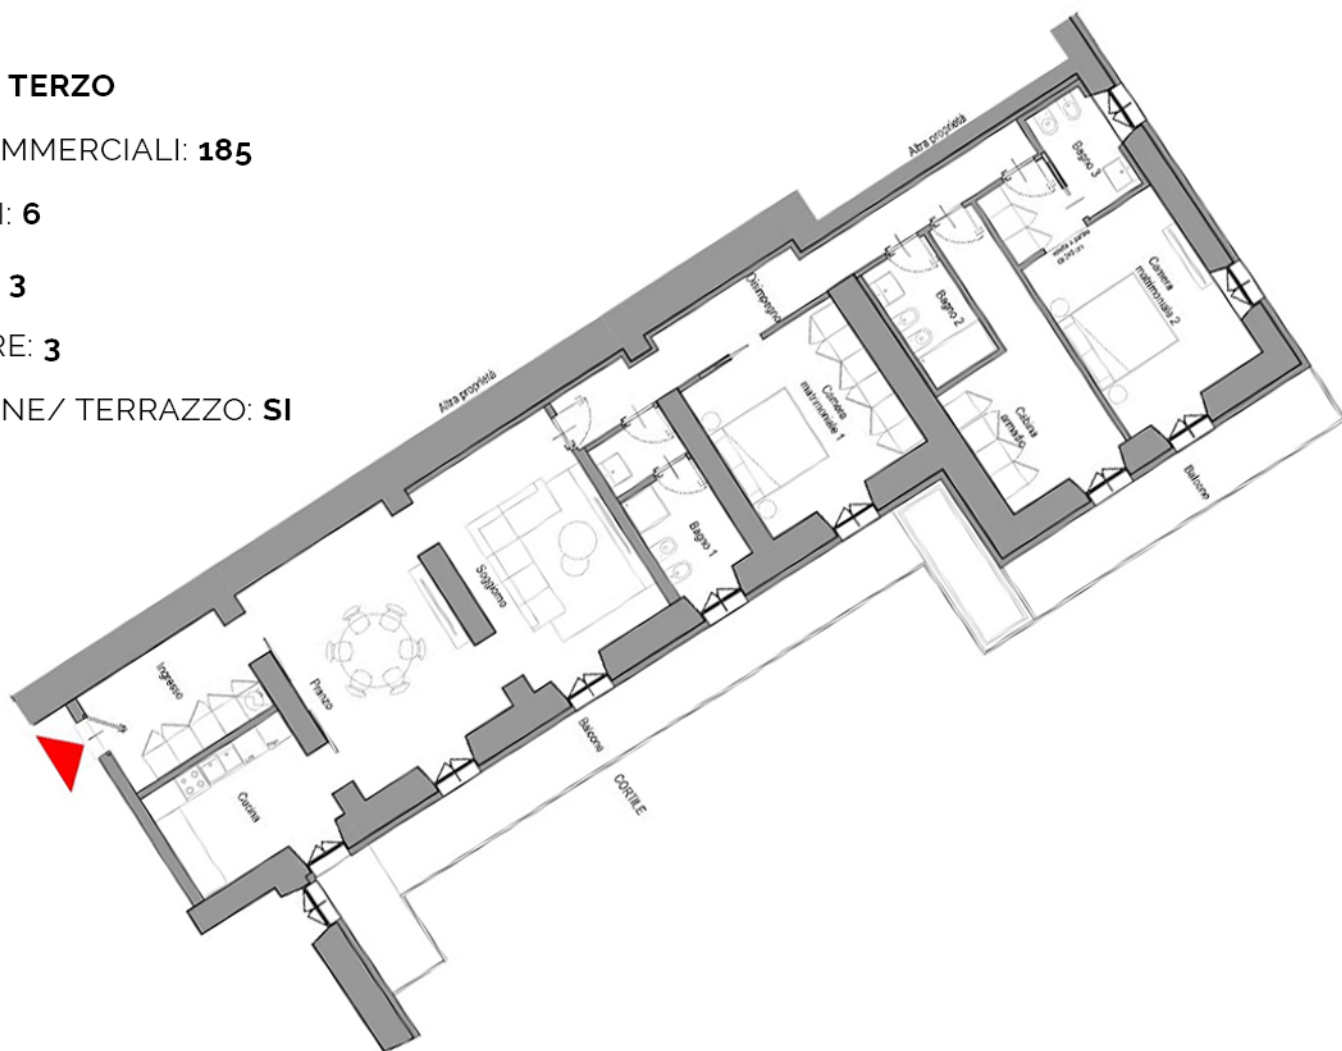 TERZO
MMERCIALI: 185
I: 6
3
RE: 3
NE/ TERRAZZO: SI
Altra proprietà
Altra proprietà
Bagno 3
Disimpegno
Bagno 2
Camera
matrimoniale 2
Camera
matrimoniale 1
Cabina
armadio
Balcone
Bagno 1
Soggiorno
Ingresso
Pranzo
Balcone
CORTILE
Cucina